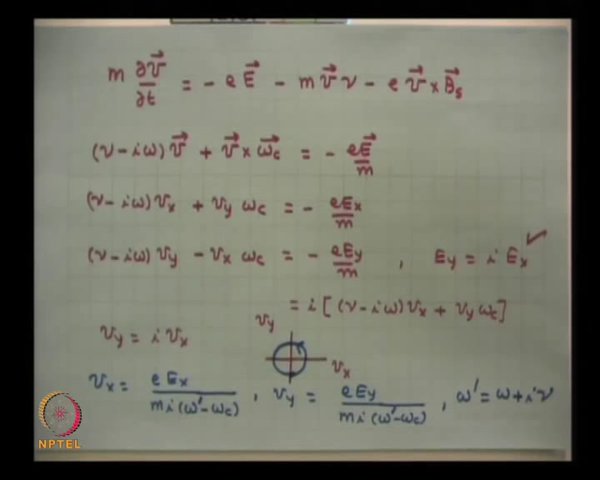 m ∂v⃗/∂t = - e E⃗ - m v⃗ ν - e v⃗ × B⃗s
(ν - iω) v⃗ + v⃗ × ω⃗c = - eE⃗/m
(ν - iω) vx + vy ωc = - eEx/m
(ν - iω) vy - vx ωc = - eEy/m , Ey = i Ex ✓
= i [(ν - iω) vx + vy ωc]
vy = i vx
vy
vx
vx = eEx/mi(ω' - ωc) , vy = eEy/mi(ω' - ωc) , ω' = ω + iν
NPTEL